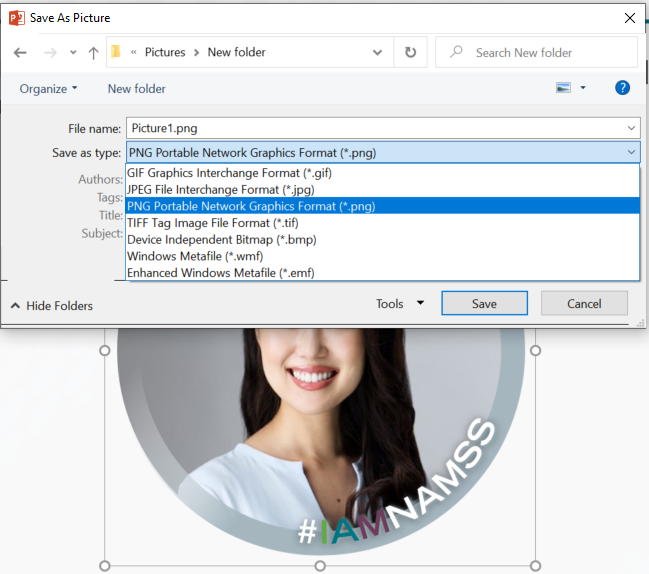 Save As Picture
« Pictures > New folder
Search New folder
Organize
New folder
File name: Picture1.png
Save as type: PNG Portable Network Graphics Format (*.png)
Authors:
GIF Graphics Interchange Format (*.gif)
Tags:
JPEG File Interchange Format (*.jpg)
Title:
PNG Portable Network Graphics Format (*.png)
Subject:
TIFF Tag Image File Format (*.tif)
Device Independent Bitmap (*.bmp)
Windows Metafile (*.wmf)
Enhanced Windows Metafile (*.emf)
Hide Folders
Tools
Save
Cancel
#IAMNAMSS